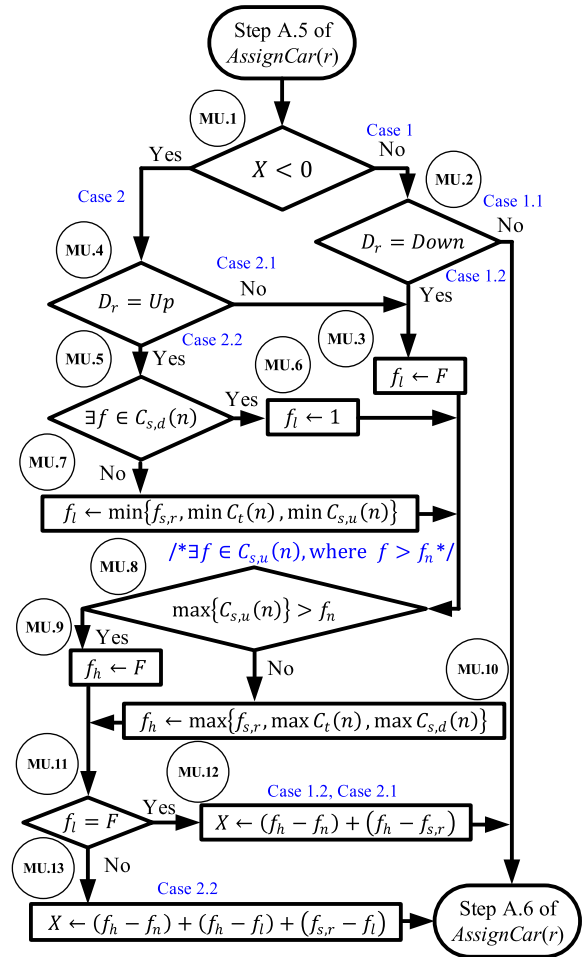 Step A.5 of
AssignCar(r)
MU.1
Case 1
Yes
X < 0
No
MU.2
Case 2
Case 1.1
No
MU.4
D_r = Down
Case 2.1
Case 1.2
D_r = Up
No
Yes
Case 2.2
MU.3
MU.5
Yes
MU.6
f_l ← F
∃f ∈ C_{s,d}(n)
Yes
f_l ← 1
MU.7
No
f_l ← min{f_{s,r}, min C_t(n) , min C_{s,u}(n)}
/*∃f ∈ C_{s,u}(n), where f > f_n*/
MU.8
max{C_{s,u}(n)} > f_n
MU.9
Yes
f_h ← F
No
MU.10
f_h ← max{f_{s,r}, max C_t(n) , max C_{s,d}(n)}
MU.11
MU.12
Case 1.2, Case 2.1
f_l = F
Yes
X ← (f_h − f_n) + (f_h − f_{s,r})
MU.13
No
Case 2.2
X ← (f_h − f_n) + (f_h − f_l) + (f_{s,r} − f_l)
Step A.6 of
AssignCar(r)